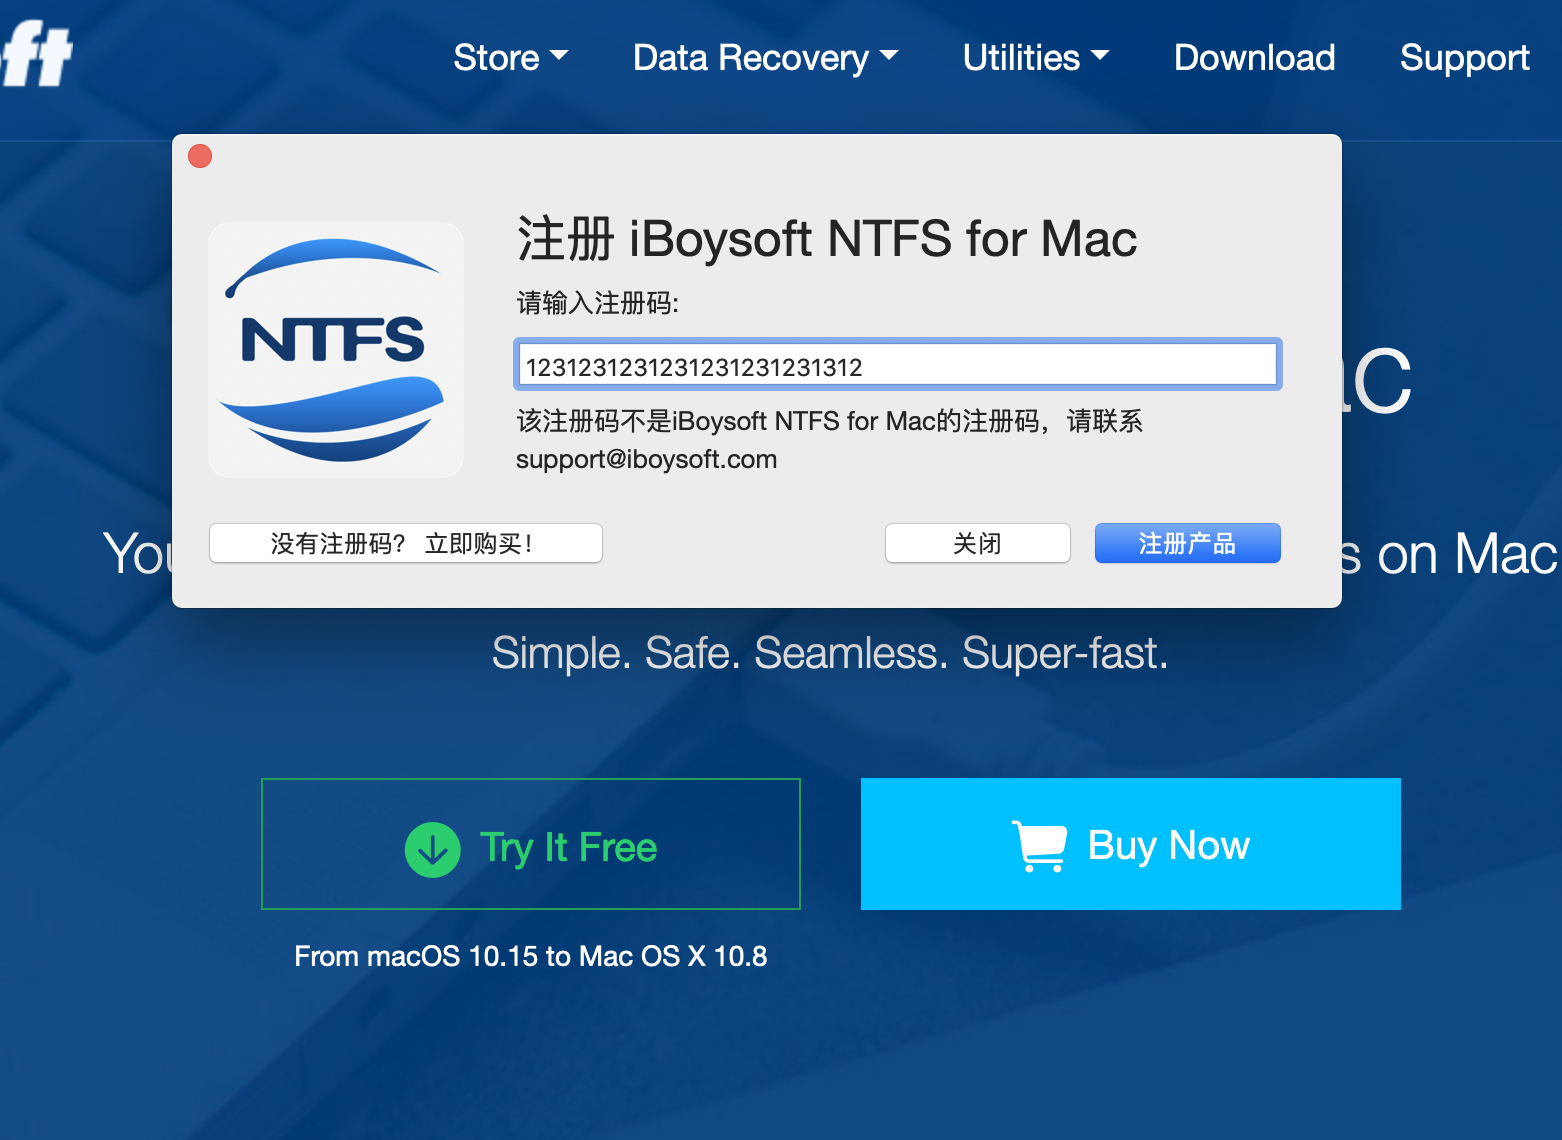 ft
Store
Data Recovery
Utilities
Download
Support
注册 iBoysoft NTFS for Mac
请输入注册码:
NTFS
1231231231231231231231312
该注册码不是iBoysoft NTFS for Mac的注册码，请联系
support@iboysoft.com
没有注册码？ 立即购买！
关闭
注册产品
s on Mac
Simple. Safe. Seamless. Super-fast.
Try It Free
Buy Now
From macOS 10.15 to Mac OS X 10.8